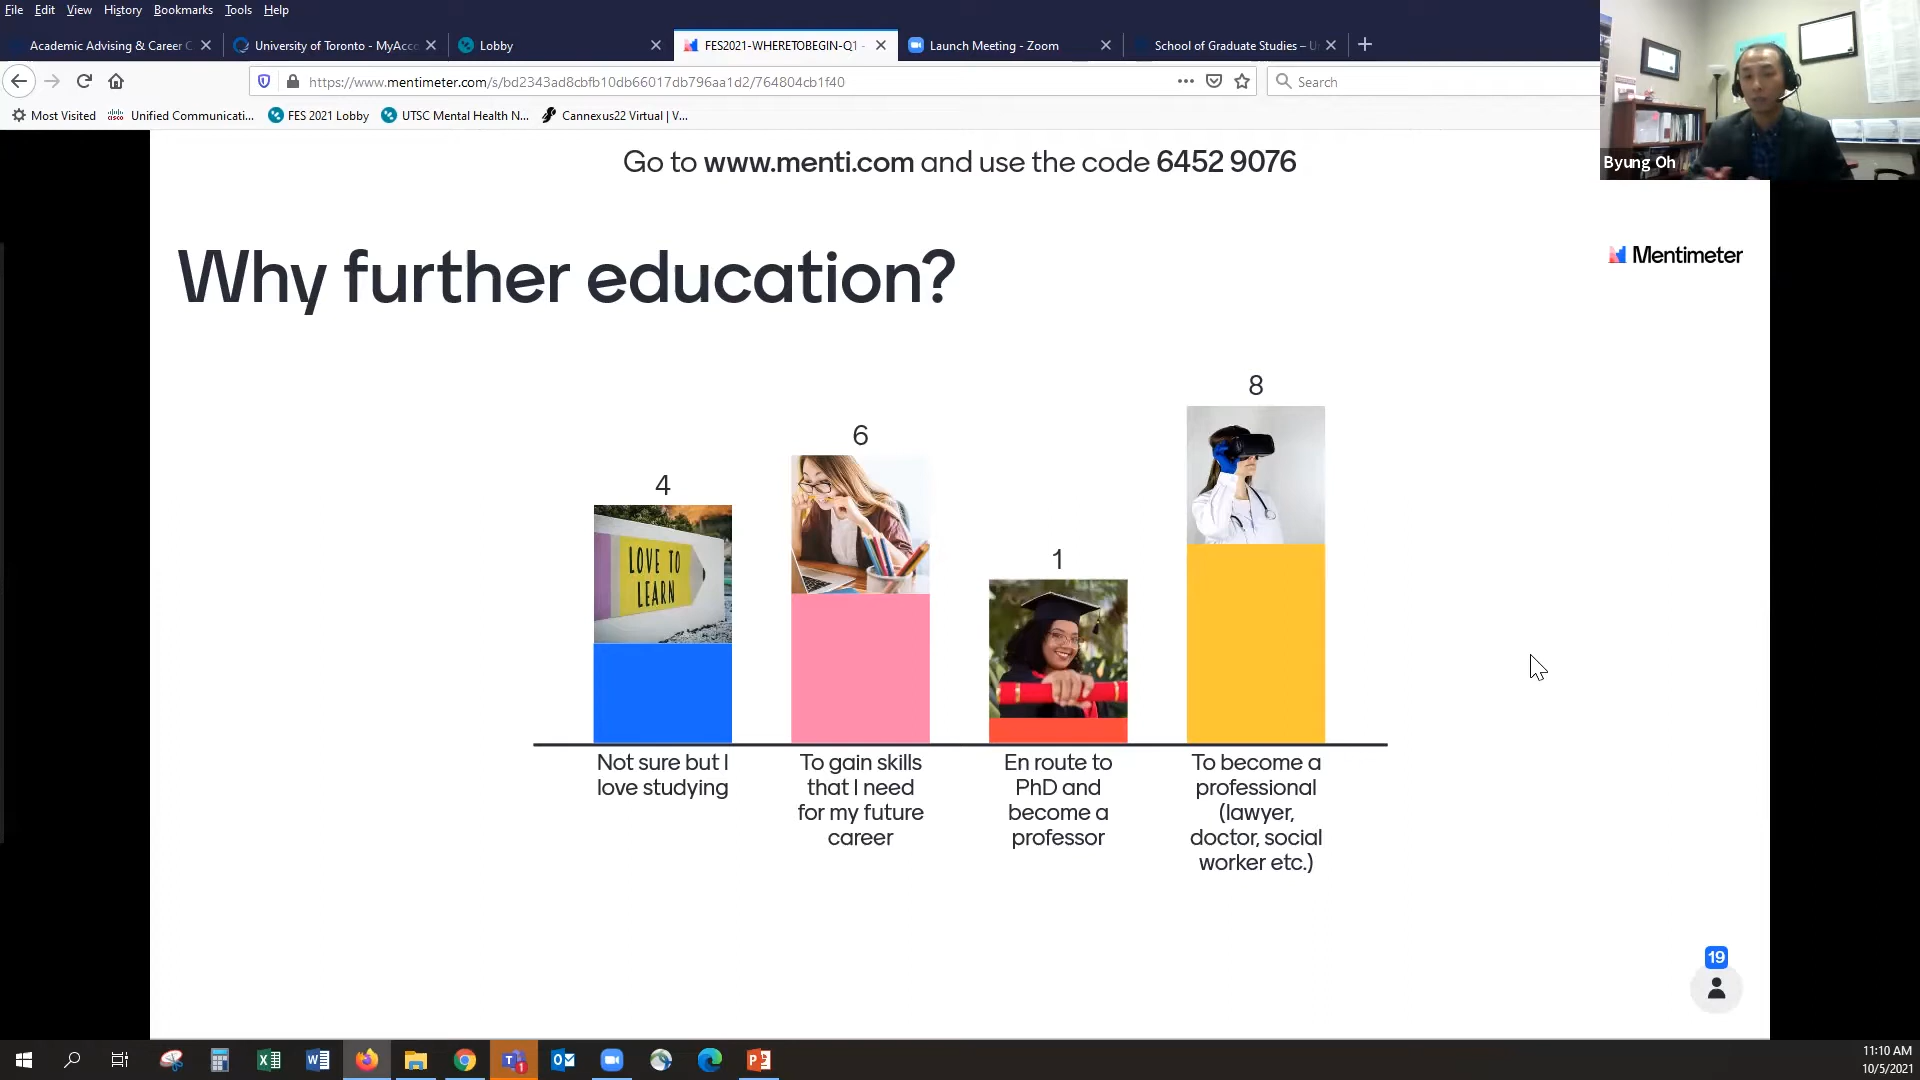 File Edit View History Bookmarks Tools Help
Academic Advising & Career C
University of Toronto - MyAcco
Lobby
FES2021-WHERETOBEGIN-Q1 -
Launch Meeting - Zoom
School of Graduate Studies – U
https://www.mentimeter.com/s/bd2343ad8cbfb10db66017db796aa1d2/764804cb1f40
Search
Most Visited
Unified Communicati...
FES 2021 Lobby
UTSC Mental Health N...
Cannexus22 Virtual | V...
Byung Oh
Go to www.menti.com and use the code 6452 9076
Why further education?
Mentimeter
4
6
1
8
LOVE TO
LEARN
Not sure but I
love studying
To gain skills
that I need
for my future
career
En route to
PhD and
become a
professor
To become a
professional
(lawyer,
doctor, social
worker etc.)
19
11:10 AM
10/5/2021